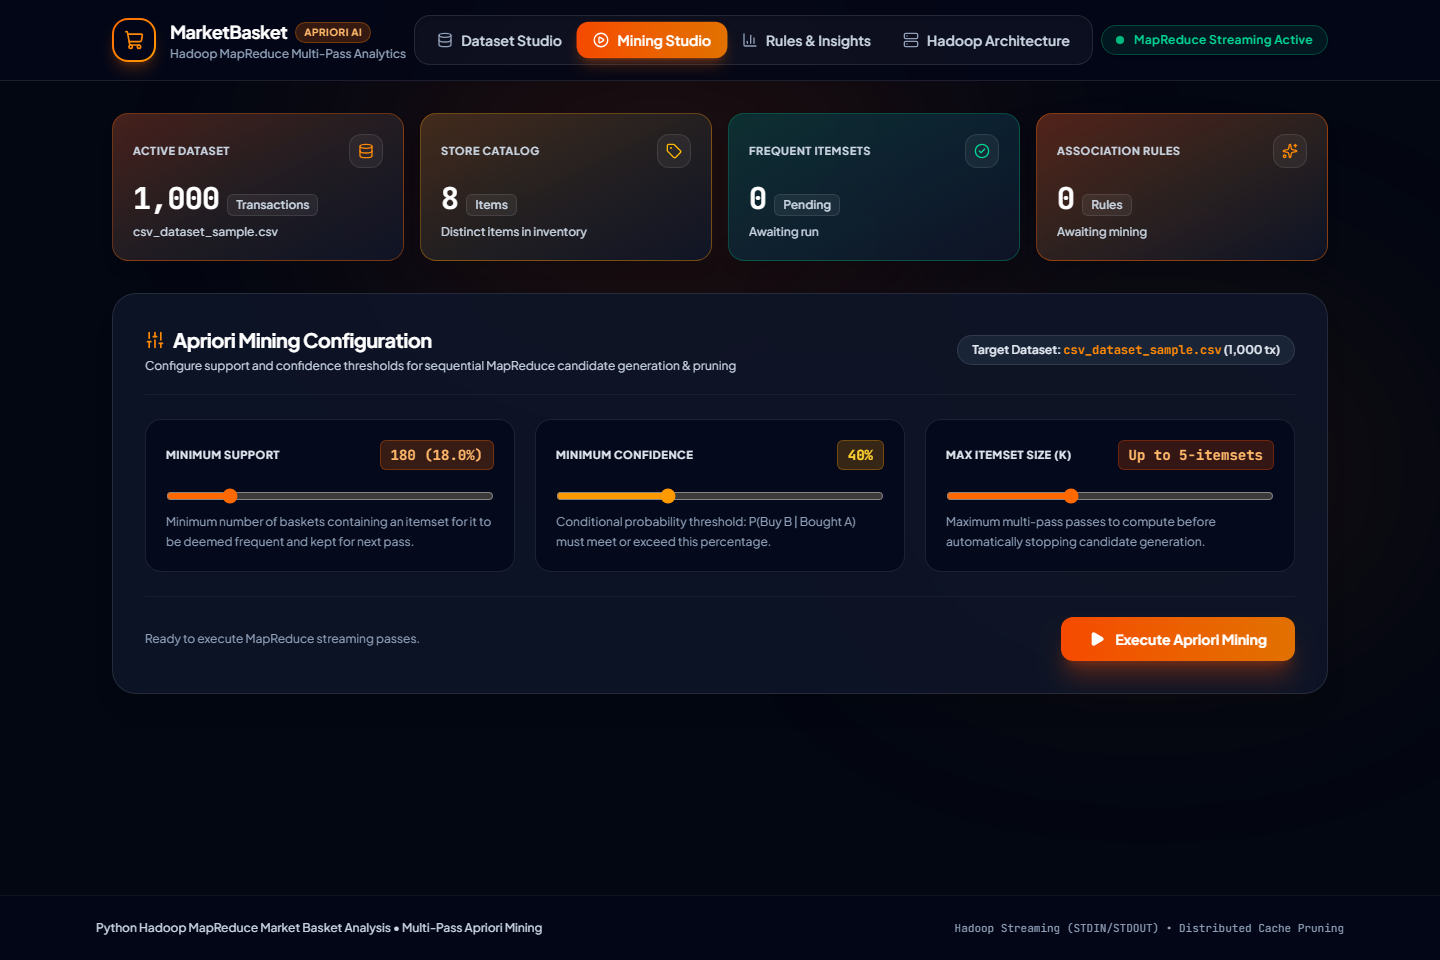 MarketBasket APRIORI AI
Hadoop MapReduce Multi-Pass Analytics
Dataset Studio
Mining Studio
Rules & Insights
Hadoop Architecture
MapReduce Streaming Active
ACTIVE DATASET
1,000 Transactions
csv_dataset_sample.csv
STORE CATALOG
8 Items
Distinct items in inventory
FREQUENT ITEMSETS
0 Pending
Awaiting run
ASSOCIATION RULES
0 Rules
Awaiting mining
Apriori Mining Configuration
Configure support and confidence thresholds for sequential MapReduce candidate generation & pruning
Target Dataset: csv_dataset_sample.csv (1,000 tx)
MINIMUM SUPPORT
180 (18.0%)
Minimum number of baskets containing an itemset for it to
be deemed frequent and kept for next pass.
MINIMUM CONFIDENCE
40%
Conditional probability threshold: P(Buy B | Bought A)
must meet or exceed this percentage.
MAX ITEMSET SIZE (K)
Up to 5-itemsets
Maximum multi-pass passes to compute before
automatically stopping candidate generation.
Ready to execute MapReduce streaming passes.
Execute Apriori Mining
Python Hadoop MapReduce Market Basket Analysis • Multi-Pass Apriori Mining
Hadoop Streaming (STDIN/STDOUT) • Distributed Cache Pruning